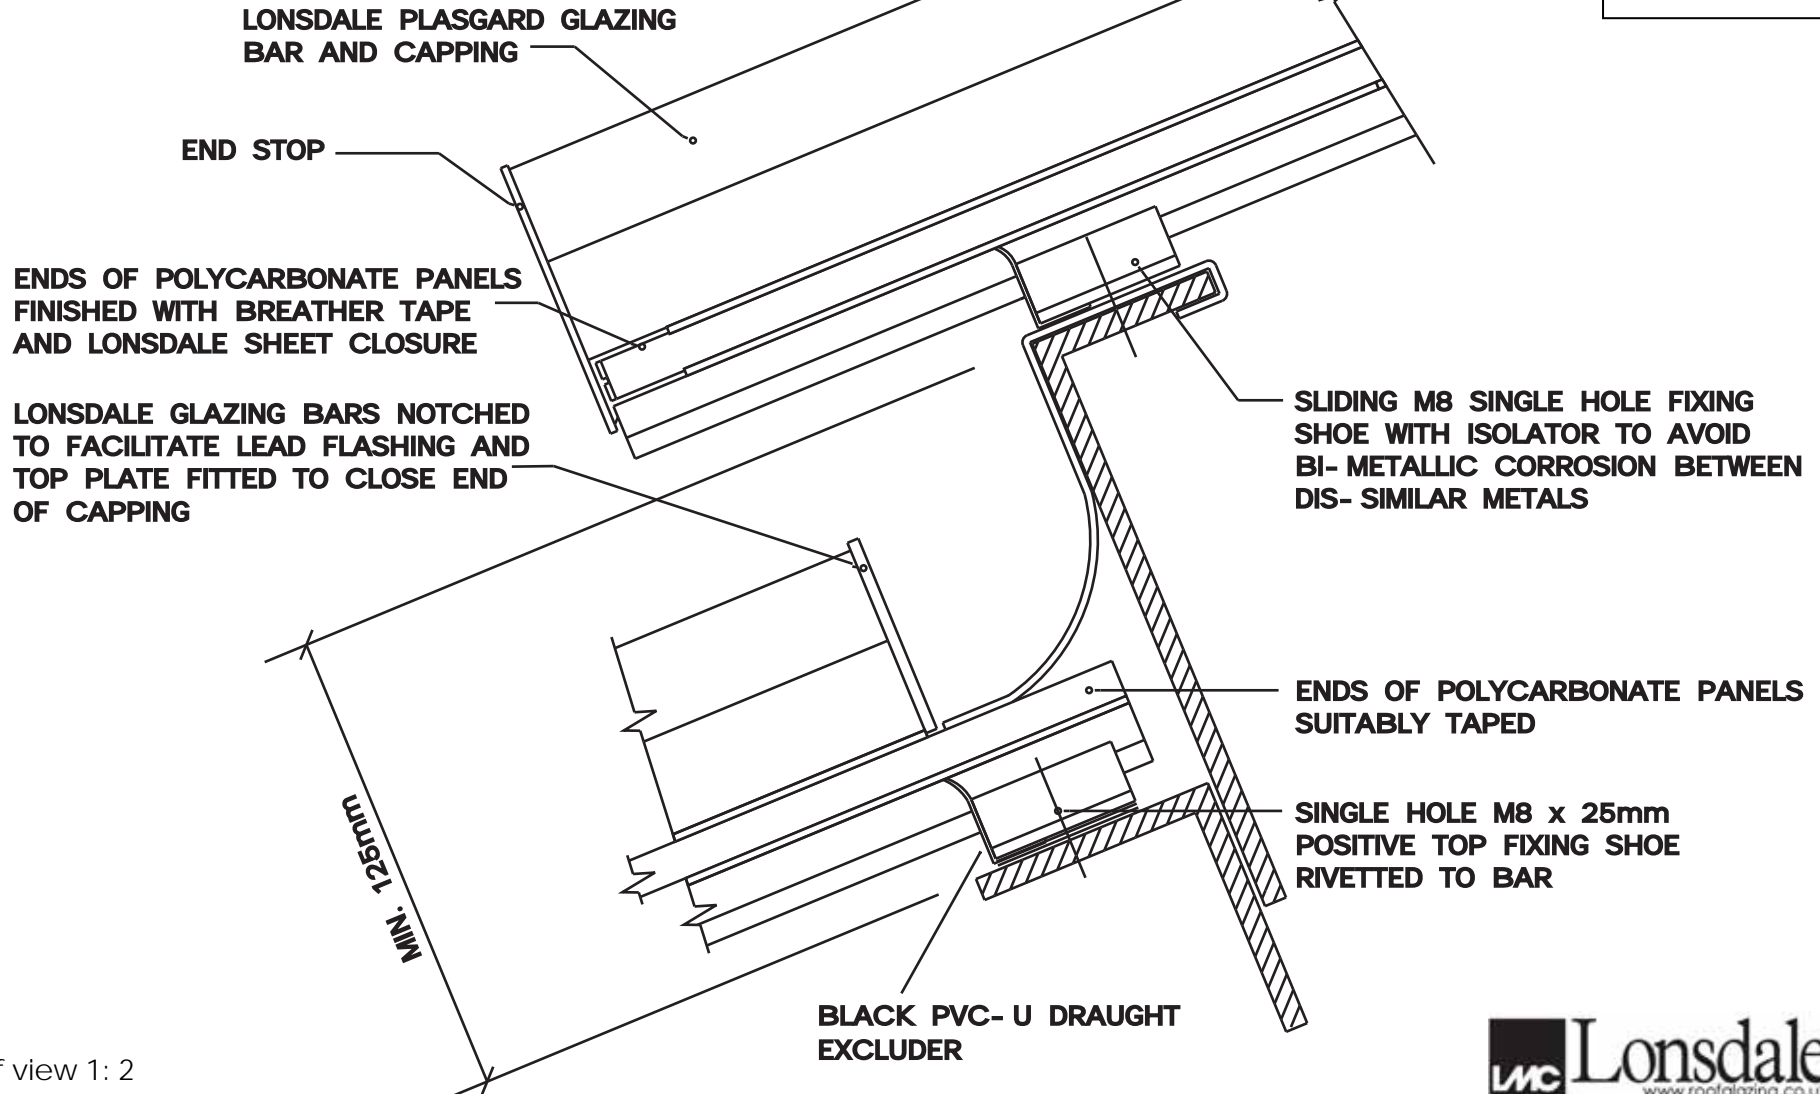 LONSDALE PLASGARD GLAZING
BAR AND CAPPING
END STOP
ENDS OF POLYCARBONATE PANELS
FINISHED WITH BREATHER TAPE
AND LONSDALE SHEET CLOSURE
LONSDALE GLAZING BARS NOTCHED
TO FACILITATE LEAD FLASHING AND
TOP PLATE FITTED TO CLOSE END
OF CAPPING
SLIDING M8 SINGLE HOLE FIXING
SHOE WITH ISOLATOR TO AVOID
BI-METALLIC CORROSION BETWEEN
DIS-SIMILAR METALS
ENDS OF POLYCARBONATE PANELS
SUITABLY TAPED
SINGLE HOLE M8 x 25mm
POSITIVE TOP FIXING SHOE
RIVETTED TO BAR
MIN. 125mm
BLACK PVC-U DRAUGHT
EXCLUDER
view 1:2
LMC Lonsdale